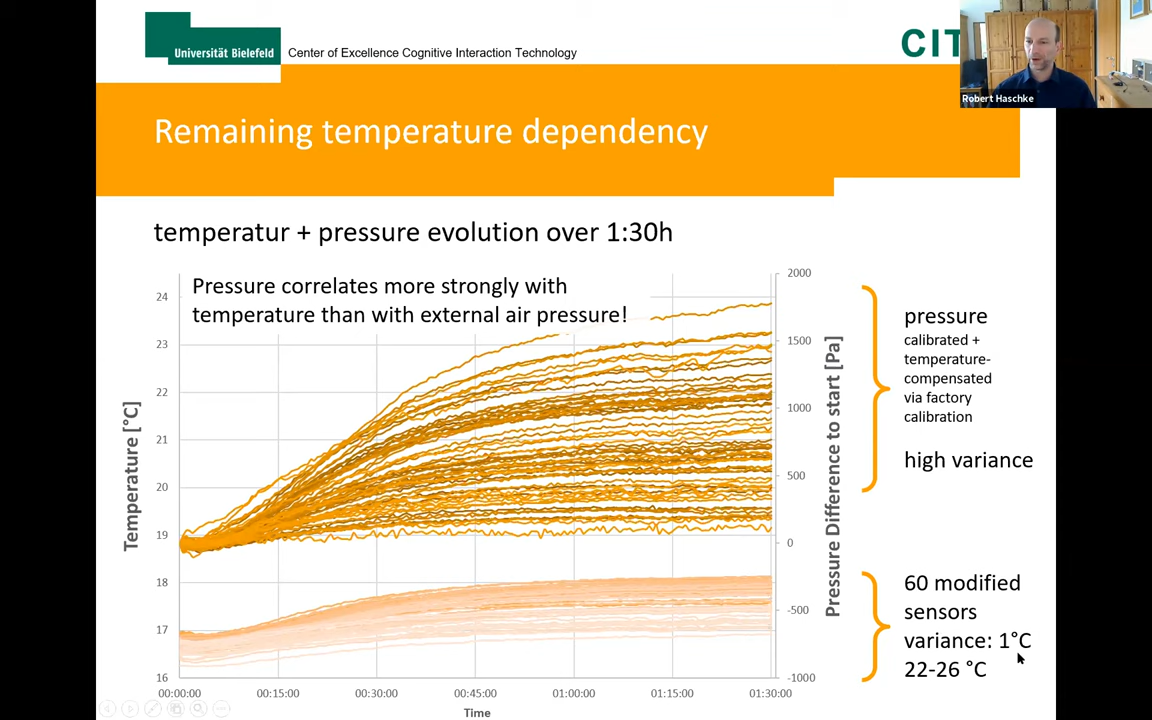 Universität Bielefeld
Center of Excellence Cognitive Interaction Technology
CIT
Robert Haschke
Remaining temperature dependency
temperatur + pressure evolution over 1:30h
Pressure correlates more strongly with
temperature than with external air pressure!
24
23
22
21
20
19
18
17
16
Temperature [°C]
2000
1500
1000
500
0
-500
-1000
Pressure Difference to start [Pa]
00:00:00
00:15:00
00:30:00
00:45:00
01:00:00
01:15:00
01:30:00
Time
pressure
calibrated +
temperature-
compensated
via factory
calibration
high variance
60 modified
sensors
variance: 1°C
22-26 °C